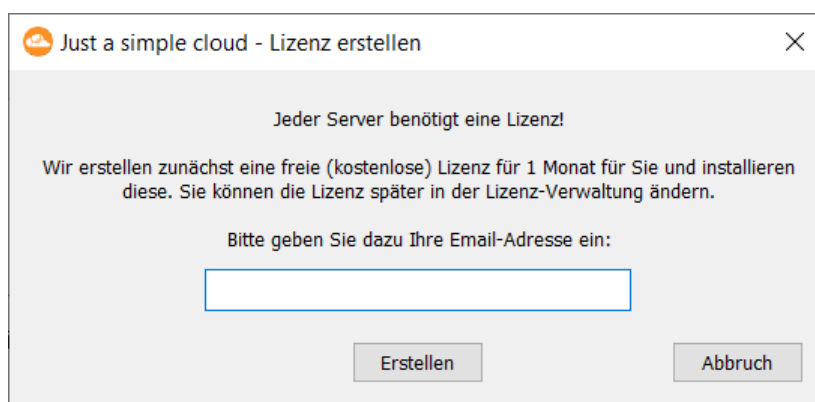 Just a simple cloud - Lizenz erstellen
Jeder Server benötigt eine Lizenz!
Wir erstellen zunächst eine freie (kostenlose) Lizenz für 1 Monat für Sie und installieren
diese. Sie können die Lizenz später in der Lizenz-Verwaltung ändern.
Bitte geben Sie dazu Ihre Email-Adresse ein:
Erstellen Abbruch